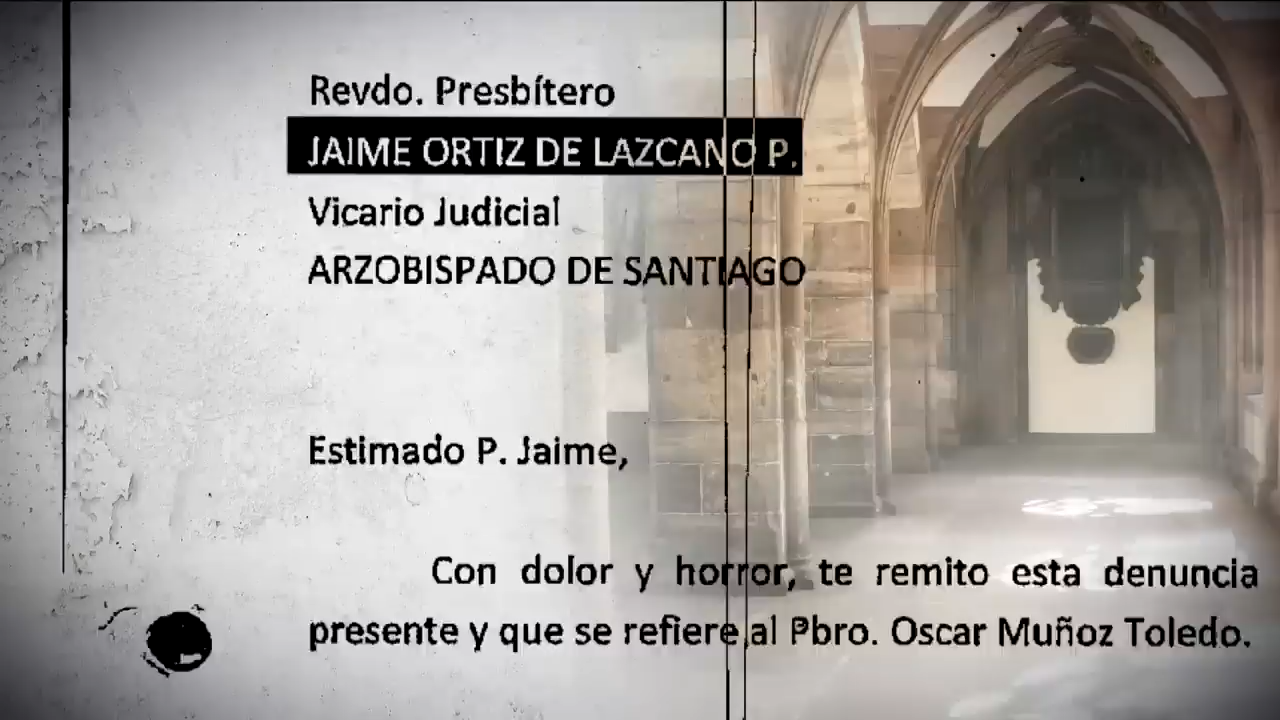 Revdo. Presbítero
JAIME ORTIZ DE LAZCANO P.
Vicario Judicial
ARZOBISPADO DE SANTIAGO
Estimado P. Jaime,
Con dolor y horror, te remito esta denuncia
presente y que se refiere al Pbro. Oscar Muñoz Toledo.